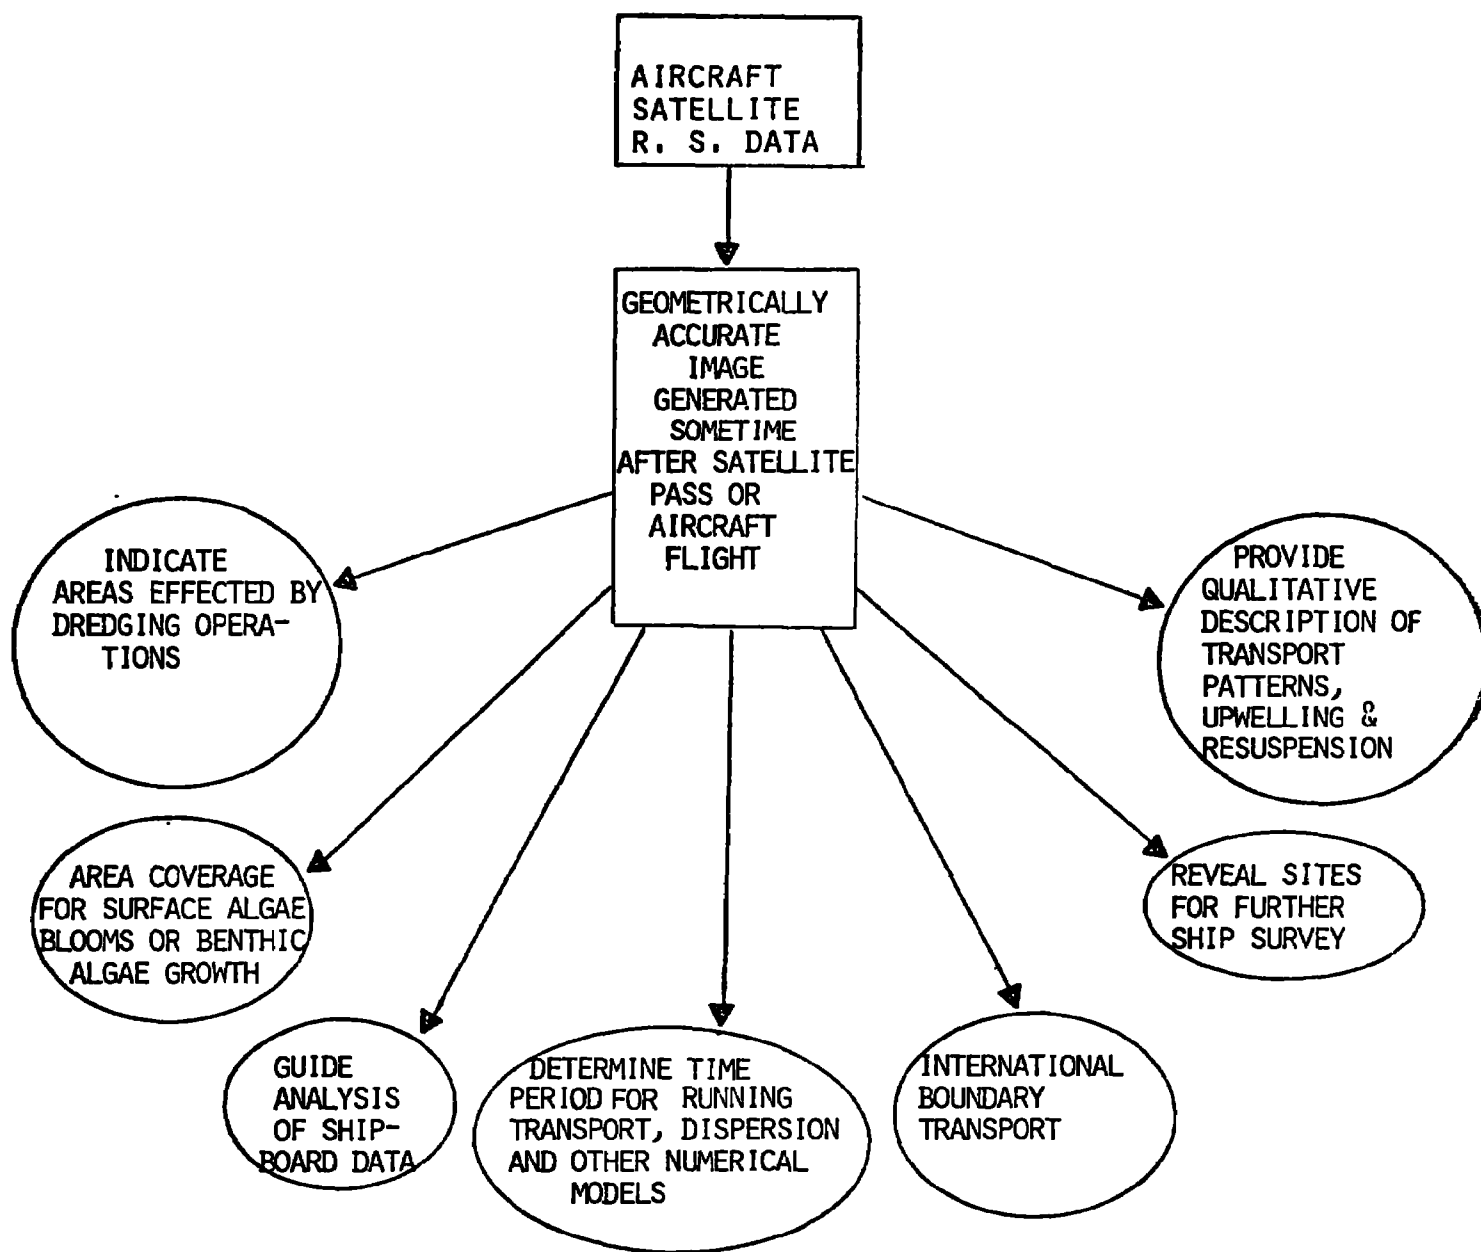 AIRCRAFT
SATELLITE
R. S. DATA
GEOMETRICALLY
ACCURATE
IMAGE
GENERATED
SOMETIME
AFTER SATELLITE
PASS OR
AIRCRAFT
FLIGHT
INDICATE
AREAS EFFECTED BY
DREDGING OPERA-
TIONS
AREA COVERAGE
FOR SURFACE ALGAE
BLOOMS OR BENTHIC
ALGAE GROWTH
GUIDE
ANALYSIS
OF SHIP-
BOARD DATA
DETERMINE TIME
PERIOD FOR RUNNING
TRANSPORT, DISPERSION
AND OTHER NUMERICAL
MODELS
INTERNATIONAL
BOUNDARY
TRANSPORT
REVEAL SITES
FOR FURTHER
SHIP SURVEY
PROVIDE
QUALITATIVE
DESCRIPTION OF
TRANSPORT
PATTERNS,
UPWELLING &
RESUSPENSION